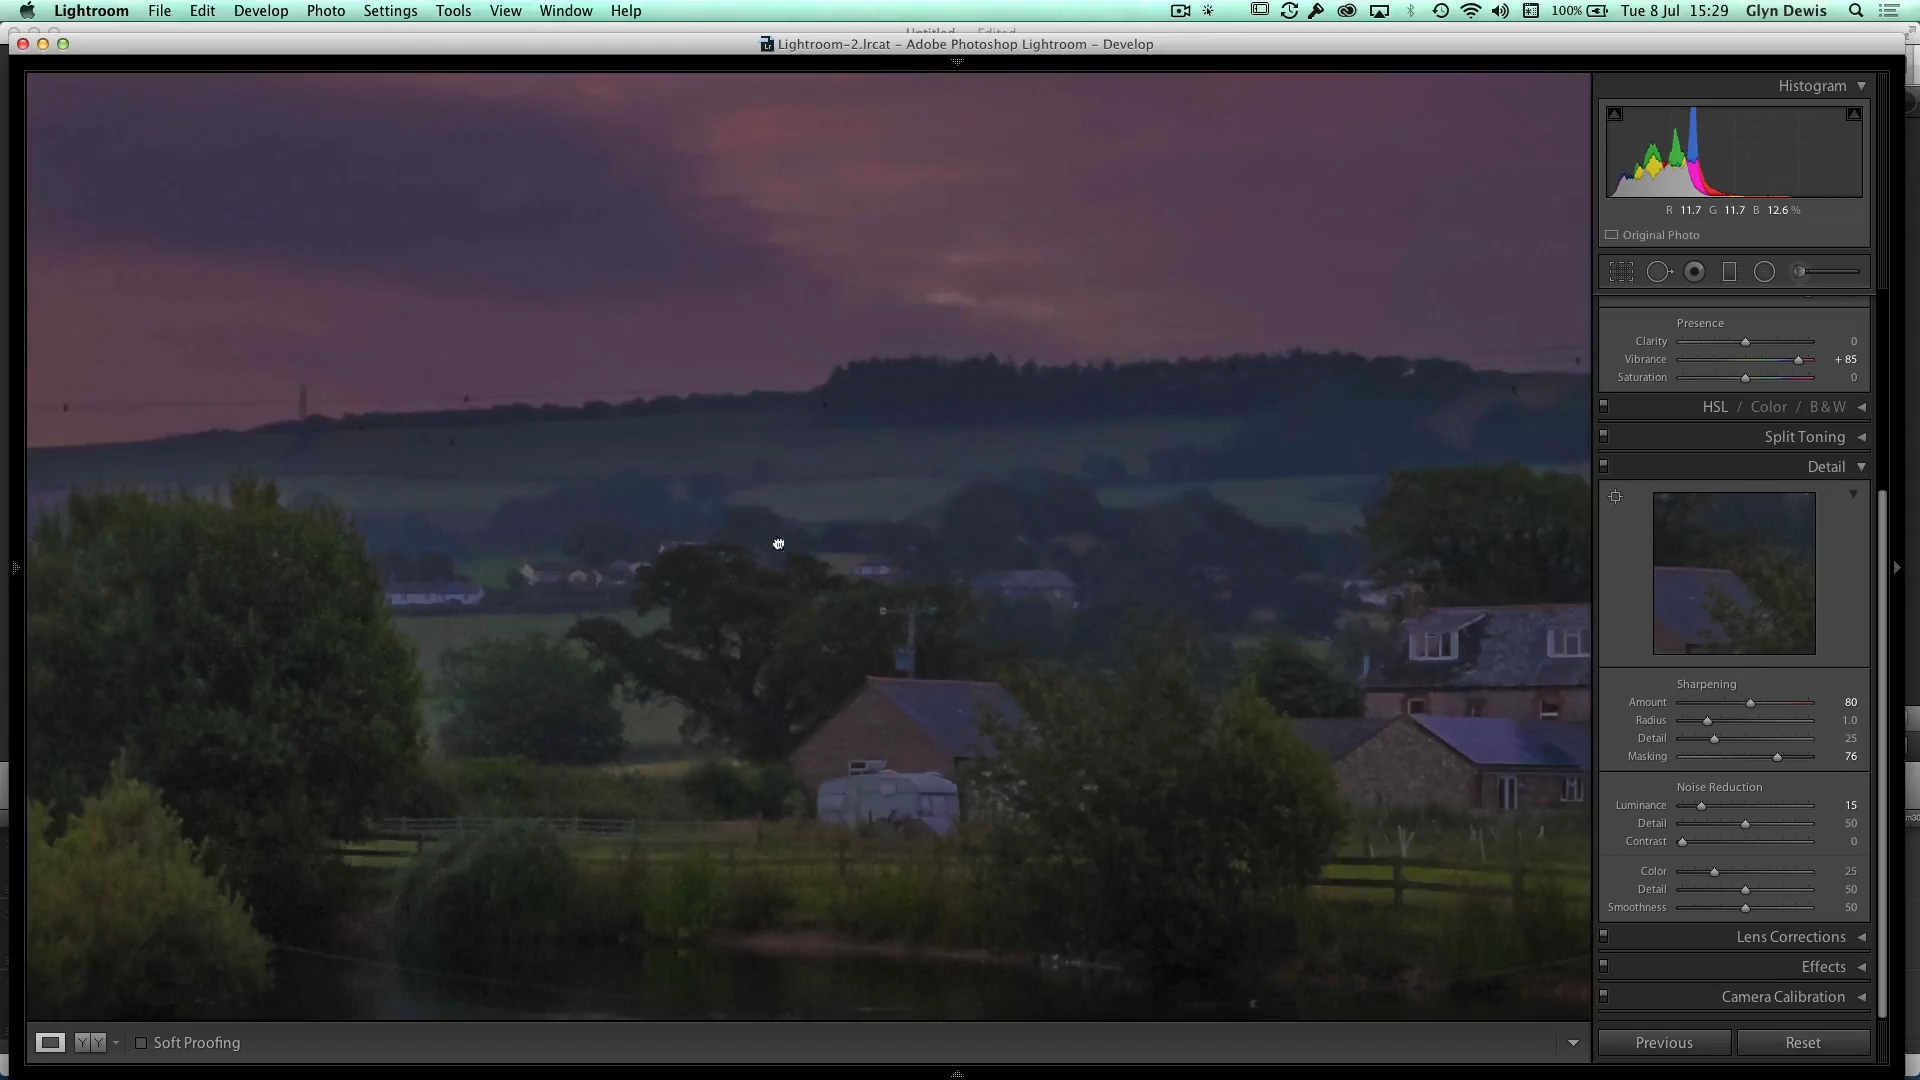 Lightroom File Edit Develop Photo Settings Tools View Window Help 100% Tue 8 Jul 15:29 Glyn Dewis
Lightroom-2.lrcat - Adobe Photoshop Lightroom - Develop
Histogram
R 11.7 G 11.7 B 12.6 %
Original Photo
Presence
Clarity 0
Vibrance + 85
Saturation 0
HSL / Color / B & W
Split Toning
Detail
Sharpening
Amount 80
Radius 1.0
Detail 25
Masking 76
Noise Reduction
Luminance 15
Detail 50
Contrast 0
Color 25
Detail 50
Smoothness 50
Lens Corrections
Effects
Camera Calibration
Y Y Soft Proofing
Previous Reset